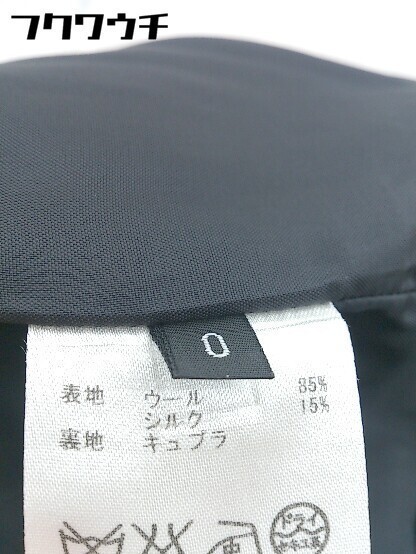 フクワウチ
0
表地 ウール 85%
シルク 15%
裏地 キュプラ
ドライ